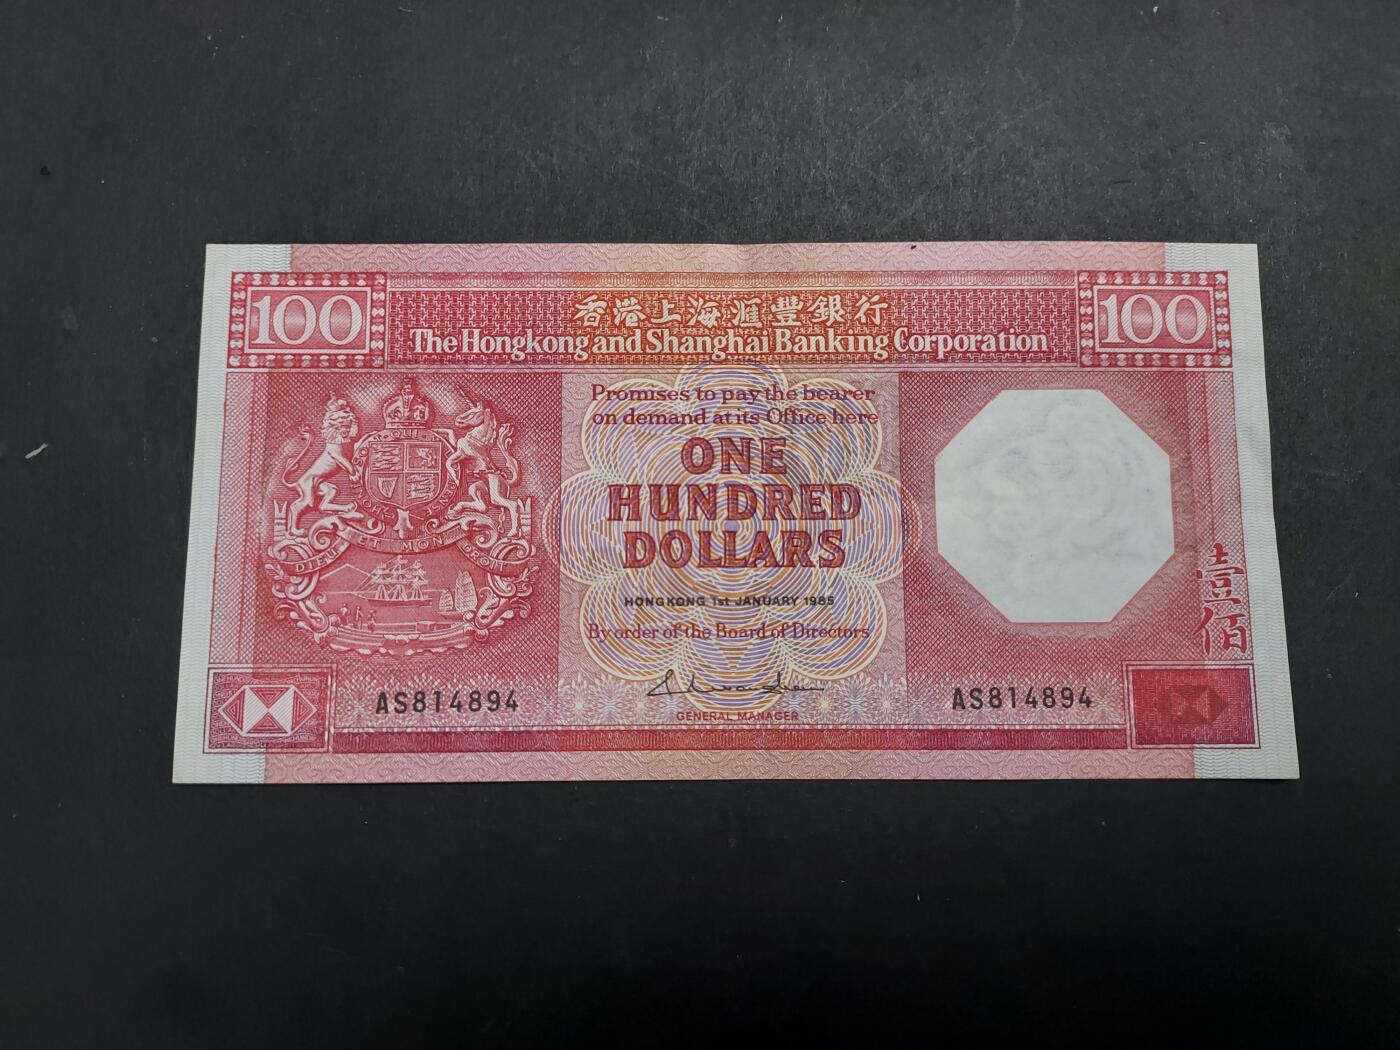 100
香港上海滙豐銀行
100
The Hongkong and Shanghai Banking Corporation
Promises to pay the bearer
on demand at its Office here
ONE
HUNDRED
DOLLARS
HONGKONG 1st JANUARY 1985
By order of the Board of Directors
GENERAL MANAGER
DIEU ET MON DROIT
壹佰
AS814894
AS814894